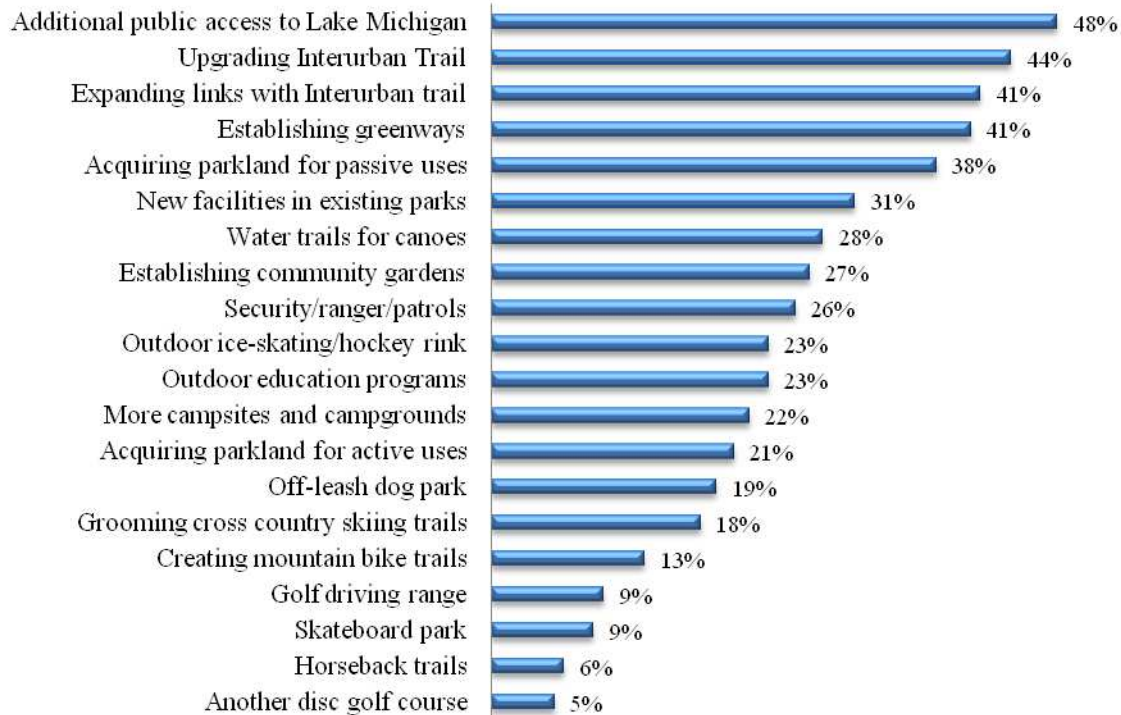 Additional public access to Lake Michigan 48%
Upgrading Interurban Trail 44%
Expanding links with Interurban trail 41%
Establishing greenways 41%
Acquiring parkland for passive uses 38%
New facilities in existing parks 31%
Water trails for canoes 28%
Establishing community gardens 27%
Security/ranger/patrols 26%
Outdoor ice-skating/hockey rink 23%
Outdoor education programs 23%
More campsites and campgrounds 22%
Acquiring parkland for active uses 21%
Off-leash dog park 19%
Grooming cross country skiing trails 18%
Creating mountain bike trails 13%
Golf driving range 9%
Skateboard park 9%
Horseback trails 6%
Another disc golf course 5%